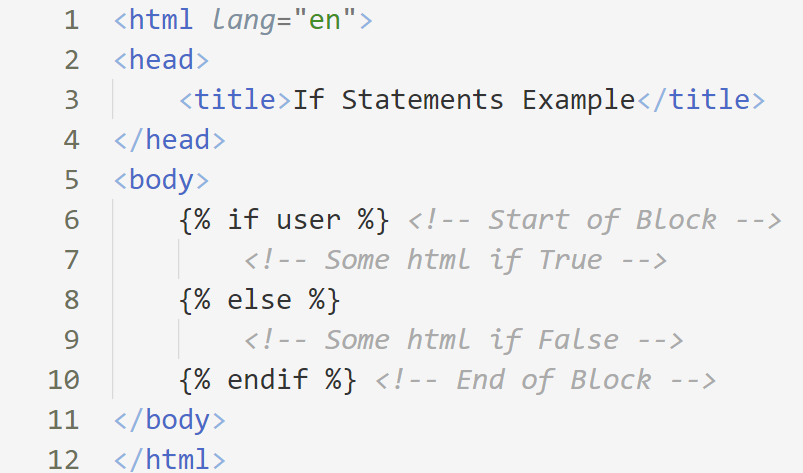 1 <html lang="en">
2 <head>
3     <title>If Statements Example</title>
4 </head>
5 <body>
6     {% if user %} <!-- Start of Block -->
7         <!-- Some html if True -->
8     {% else %}
9         <!-- Some html if False -->
10     {% endif %} <!-- End of Block -->
11 </body>
12 </html>